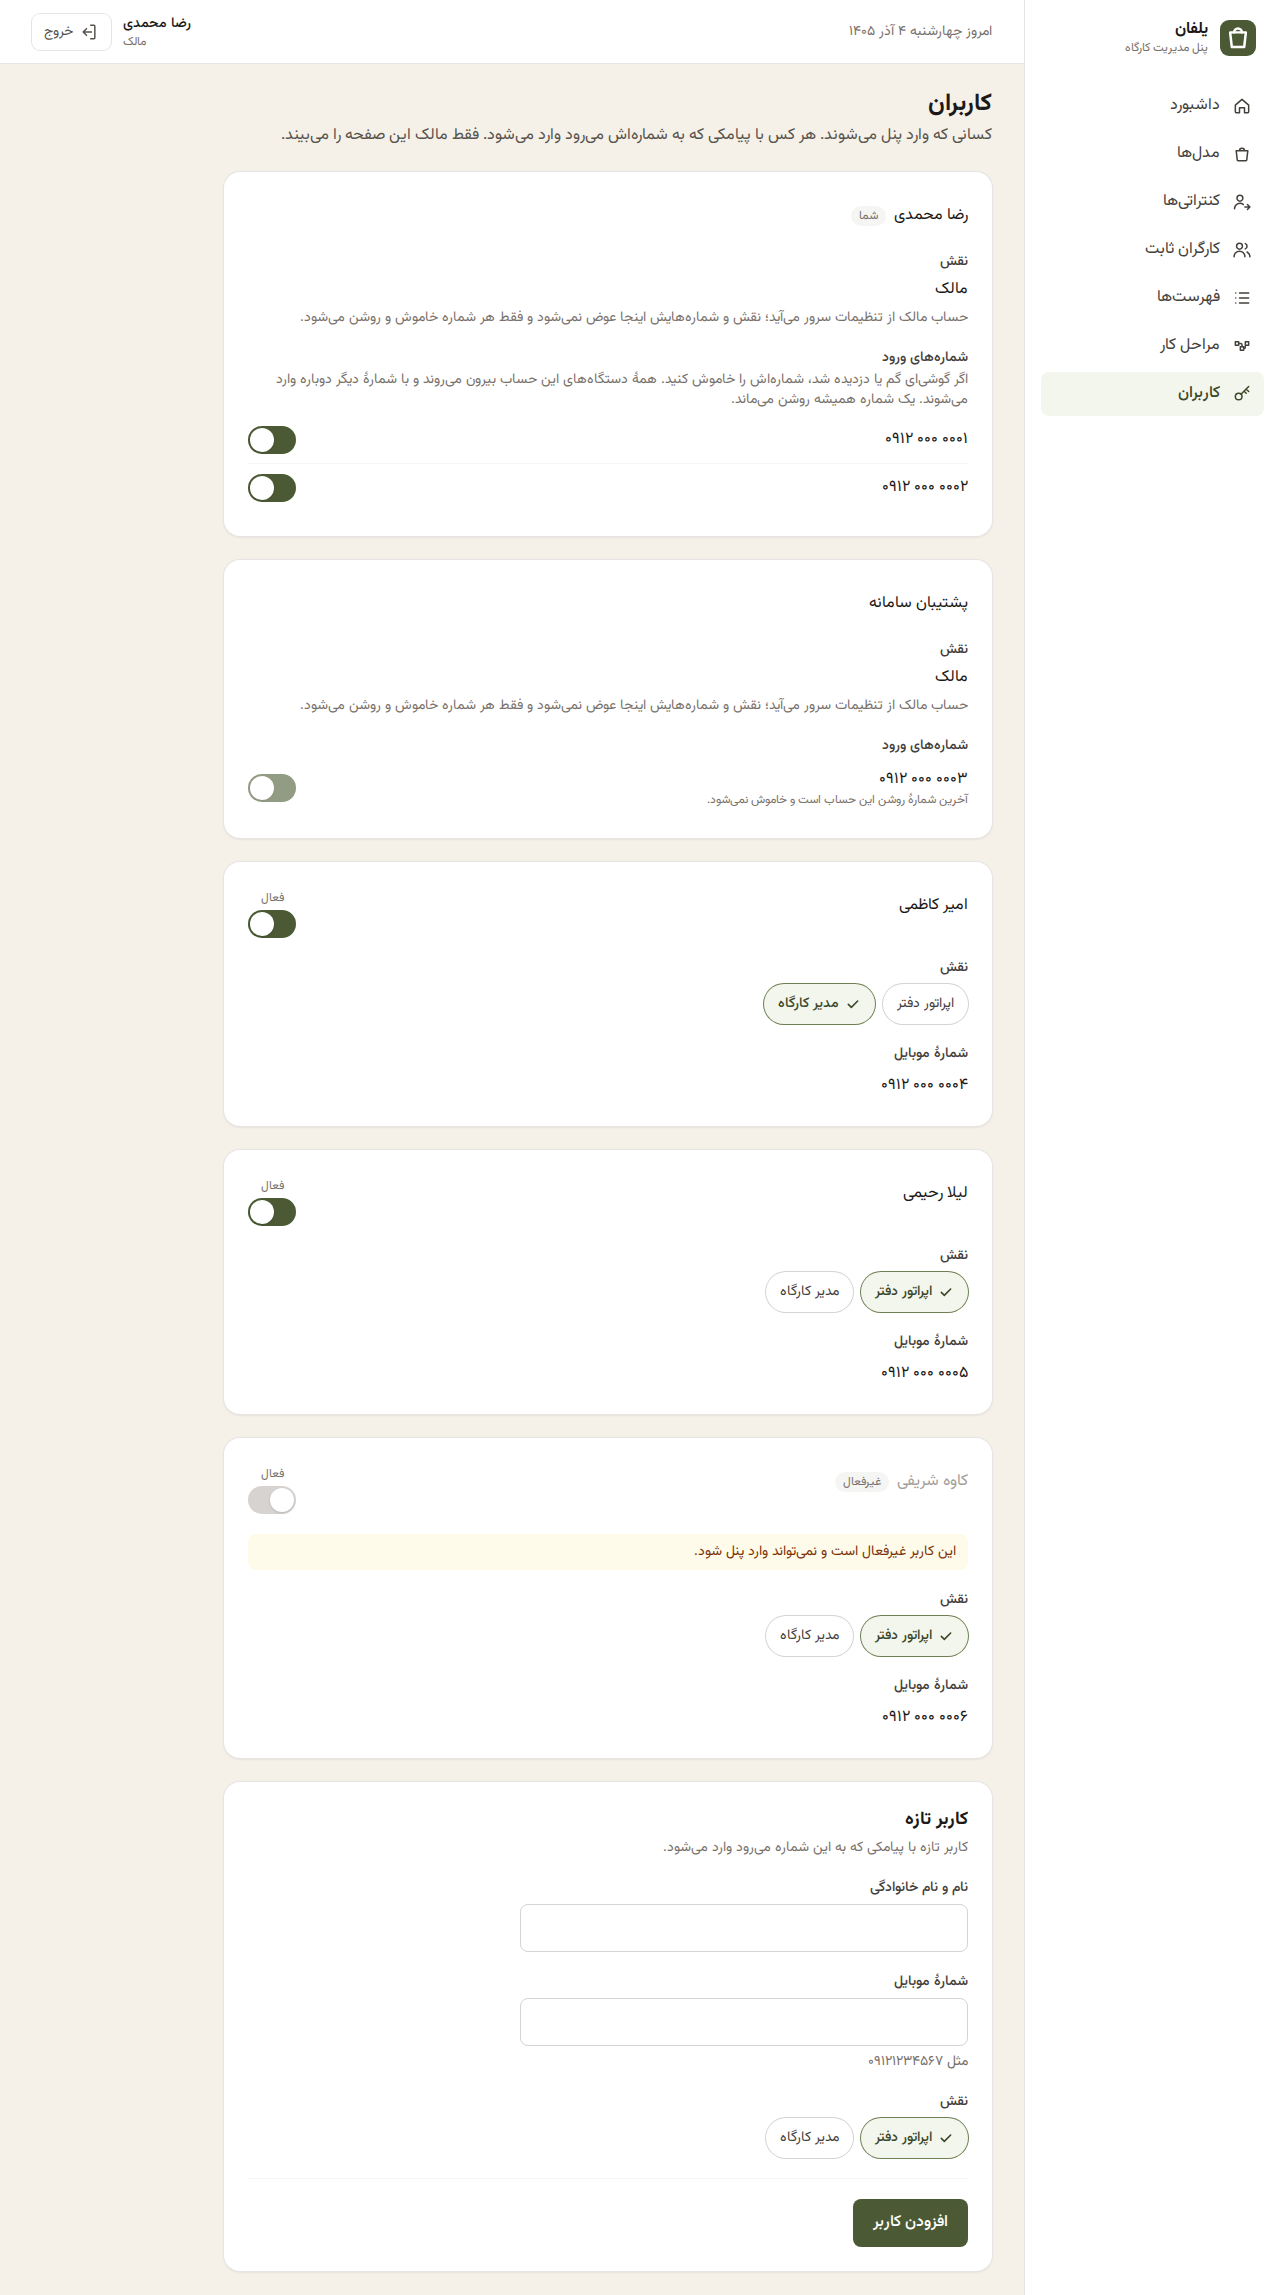 یلفان
پنل مدیریت کارگاه
داشبورد
مدل‌ها
کنتراتی‌ها
کارگران ثابت
فهرست‌ها
مراحل کار
کاربران
امروز چهارشنبه ۴ آذر ۱۴۰۵
رضا محمدی
مالک
خروج
کاربران
کسانی که وارد پنل می‌شوند. هر کس با پیامکی که به شماره‌اش می‌رود وارد می‌شود. فقط مالک این صفحه را می‌بیند.
رضا محمدی شما
نقش
مالک
حساب مالک از تنظیمات سرور می‌آید؛ نقش و شماره‌هایش اینجا عوض نمی‌شود و فقط هر شماره خاموش و روشن می‌شود.
شماره‌های ورود
اگر گوشی‌ای گم یا دزدیده شد، شماره‌اش را خاموش کنید. همهٔ دستگاه‌های این حساب بیرون می‌روند و با شمارهٔ دیگر دوباره وارد
می‌شوند. یک شماره همیشه روشن می‌ماند.
۰۹۱۲ ۰۰۰ ۰۰۰۱
۰۹۱۲ ۰۰۰ ۰۰۰۲
پشتیبان سامانه
نقش
مالک
حساب مالک از تنظیمات سرور می‌آید؛ نقش و شماره‌هایش اینجا عوض نمی‌شود و فقط هر شماره خاموش و روشن می‌شود.
شماره‌های ورود
۰۹۱۲ ۰۰۰ ۰۰۰۳
آخرین شمارهٔ روشن این حساب است و خاموش نمی‌شود.
امیر کاظمی
فعال
نقش
اپراتور دفتر
مدیر کارگاه
شمارهٔ موبایل
۰۹۱۲ ۰۰۰ ۰۰۰۴
لیلا رحیمی
فعال
نقش
اپراتور دفتر
مدیر کارگاه
شمارهٔ موبایل
۰۹۱۲ ۰۰۰ ۰۰۰۵
کاوه شریفی غیرفعال
فعال
این کاربر غیرفعال است و نمی‌تواند وارد پنل شود.
نقش
اپراتور دفتر
مدیر کارگاه
شمارهٔ موبایل
۰۹۱۲ ۰۰۰ ۰۰۰۶
کاربر تازه
کاربر تازه با پیامکی که به این شماره می‌رود وارد می‌شود.
نام و نام خانوادگی
شمارهٔ موبایل
مثل ۰۹۱۲۱۲۳۴۵۶۷
نقش
اپراتور دفتر
مدیر کارگاه
افزودن کاربر